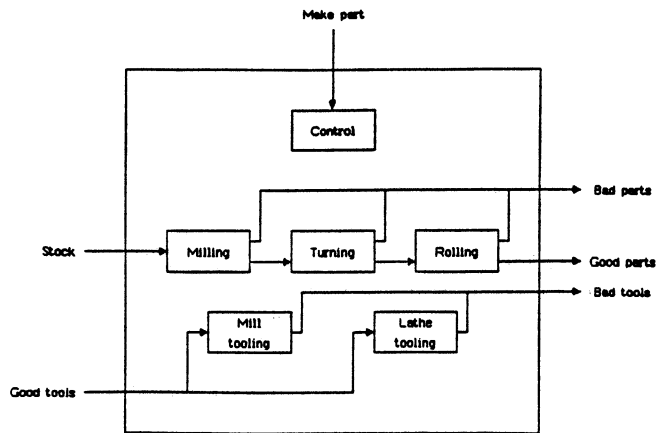 Make part
Control
Bad parts
Stock
Milling
Turning
Rolling
Good parts
Bad tools
Mill
tooling
Lathe
tooling
Good tools